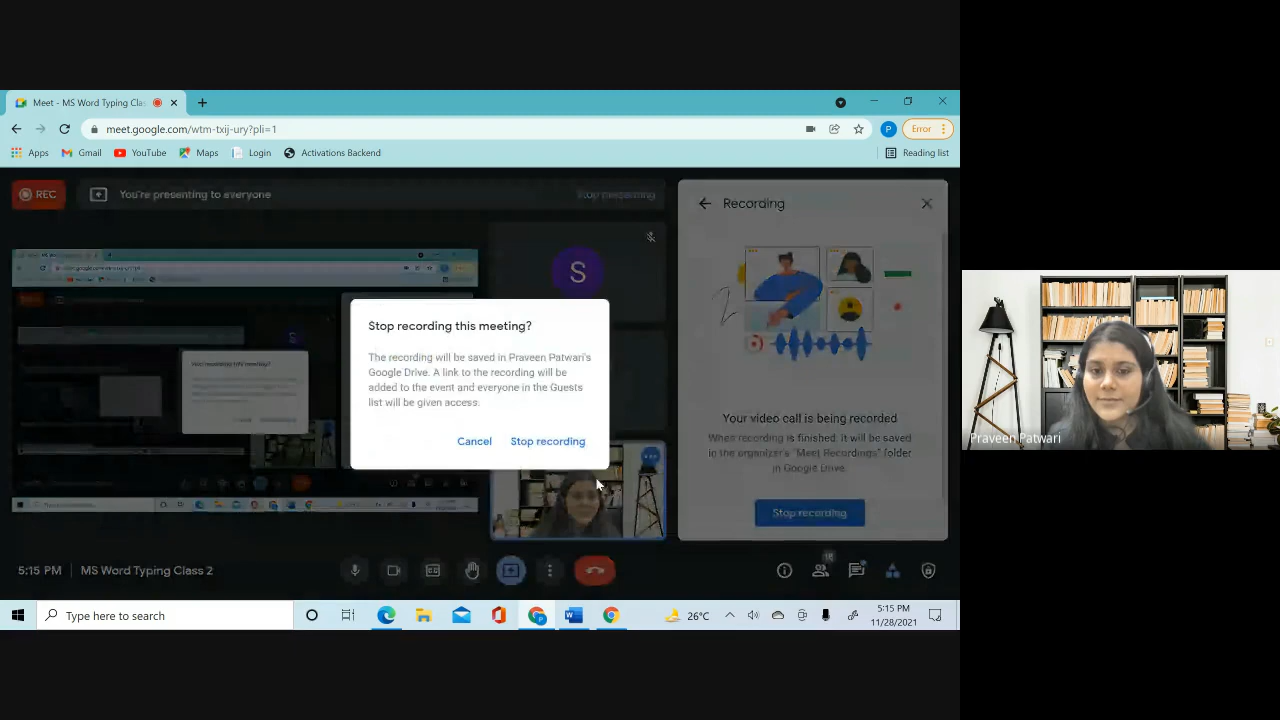 Meet - MS Word Typing Clas
meet.google.com/wtm-txij-ury?pli=1
Error
Apps
Gmail
YouTube
Maps
Login
Activations Backend
Reading list
REC
You're presenting to everyone
Stop presenting
Recording
S
Stop recording this meeting?
The recording will be saved in Praveen Patwari's
Google Drive. A link to the recording will be
added to the event and everyone in the Guests
list will be given access.
Cancel
Stop recording
Your video call is being recorded
When recording is finished, it will be saved
in the organizer's "Meet Recordings" folder
in Google Drive
Stop recording
Praveen Patwari
5:15 PM
MS Word Typing Class 2
18
Type here to search
26°C
5:15 PM
11/28/2021